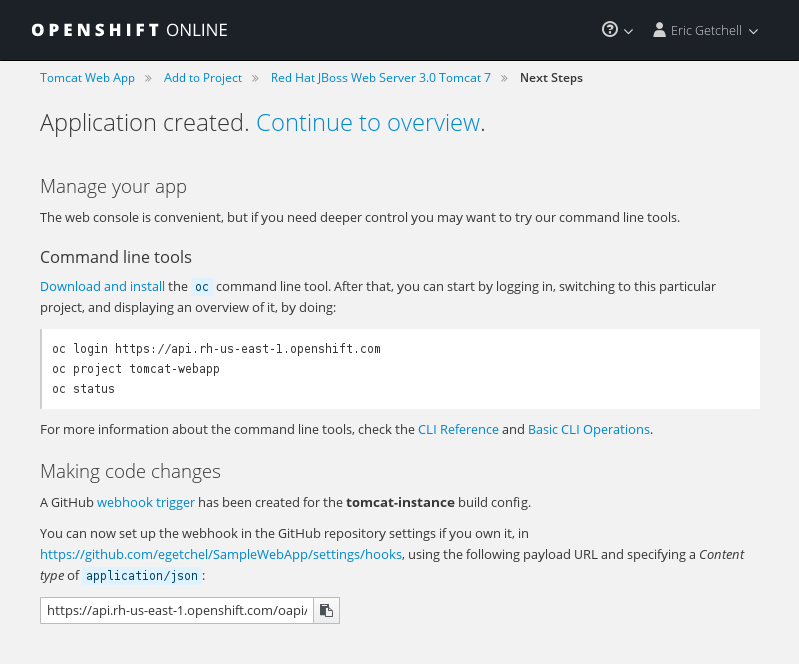 OPENSHIFT ONLINE
Eric Getchell
Tomcat Web App » Add to Project » Red Hat JBoss Web Server 3.0 Tomcat 7 » Next Steps
Application created. Continue to overview.
Manage your app
The web console is convenient, but if you need deeper control you may want to try our command line tools.
Command line tools
Download and install the oc command line tool. After that, you can start by logging in, switching to this particular
project, and displaying an overview of it, by doing:
oc login https://api.rh-us-east-1.openshift.com
oc project tomcat-webapp
oc status
For more information about the command line tools, check the CLI Reference and Basic CLI Operations.
Making code changes
A GitHub webhook trigger has been created for the tomcat-instance build config.
You can now set up the webhook in the GitHub repository settings if you own it, in
https://github.com/egetchel/SampleWebApp/settings/hooks, using the following payload URL and specifying a Content
type of application/json:
https://api.rh-us-east-1.openshift.com/oapi/